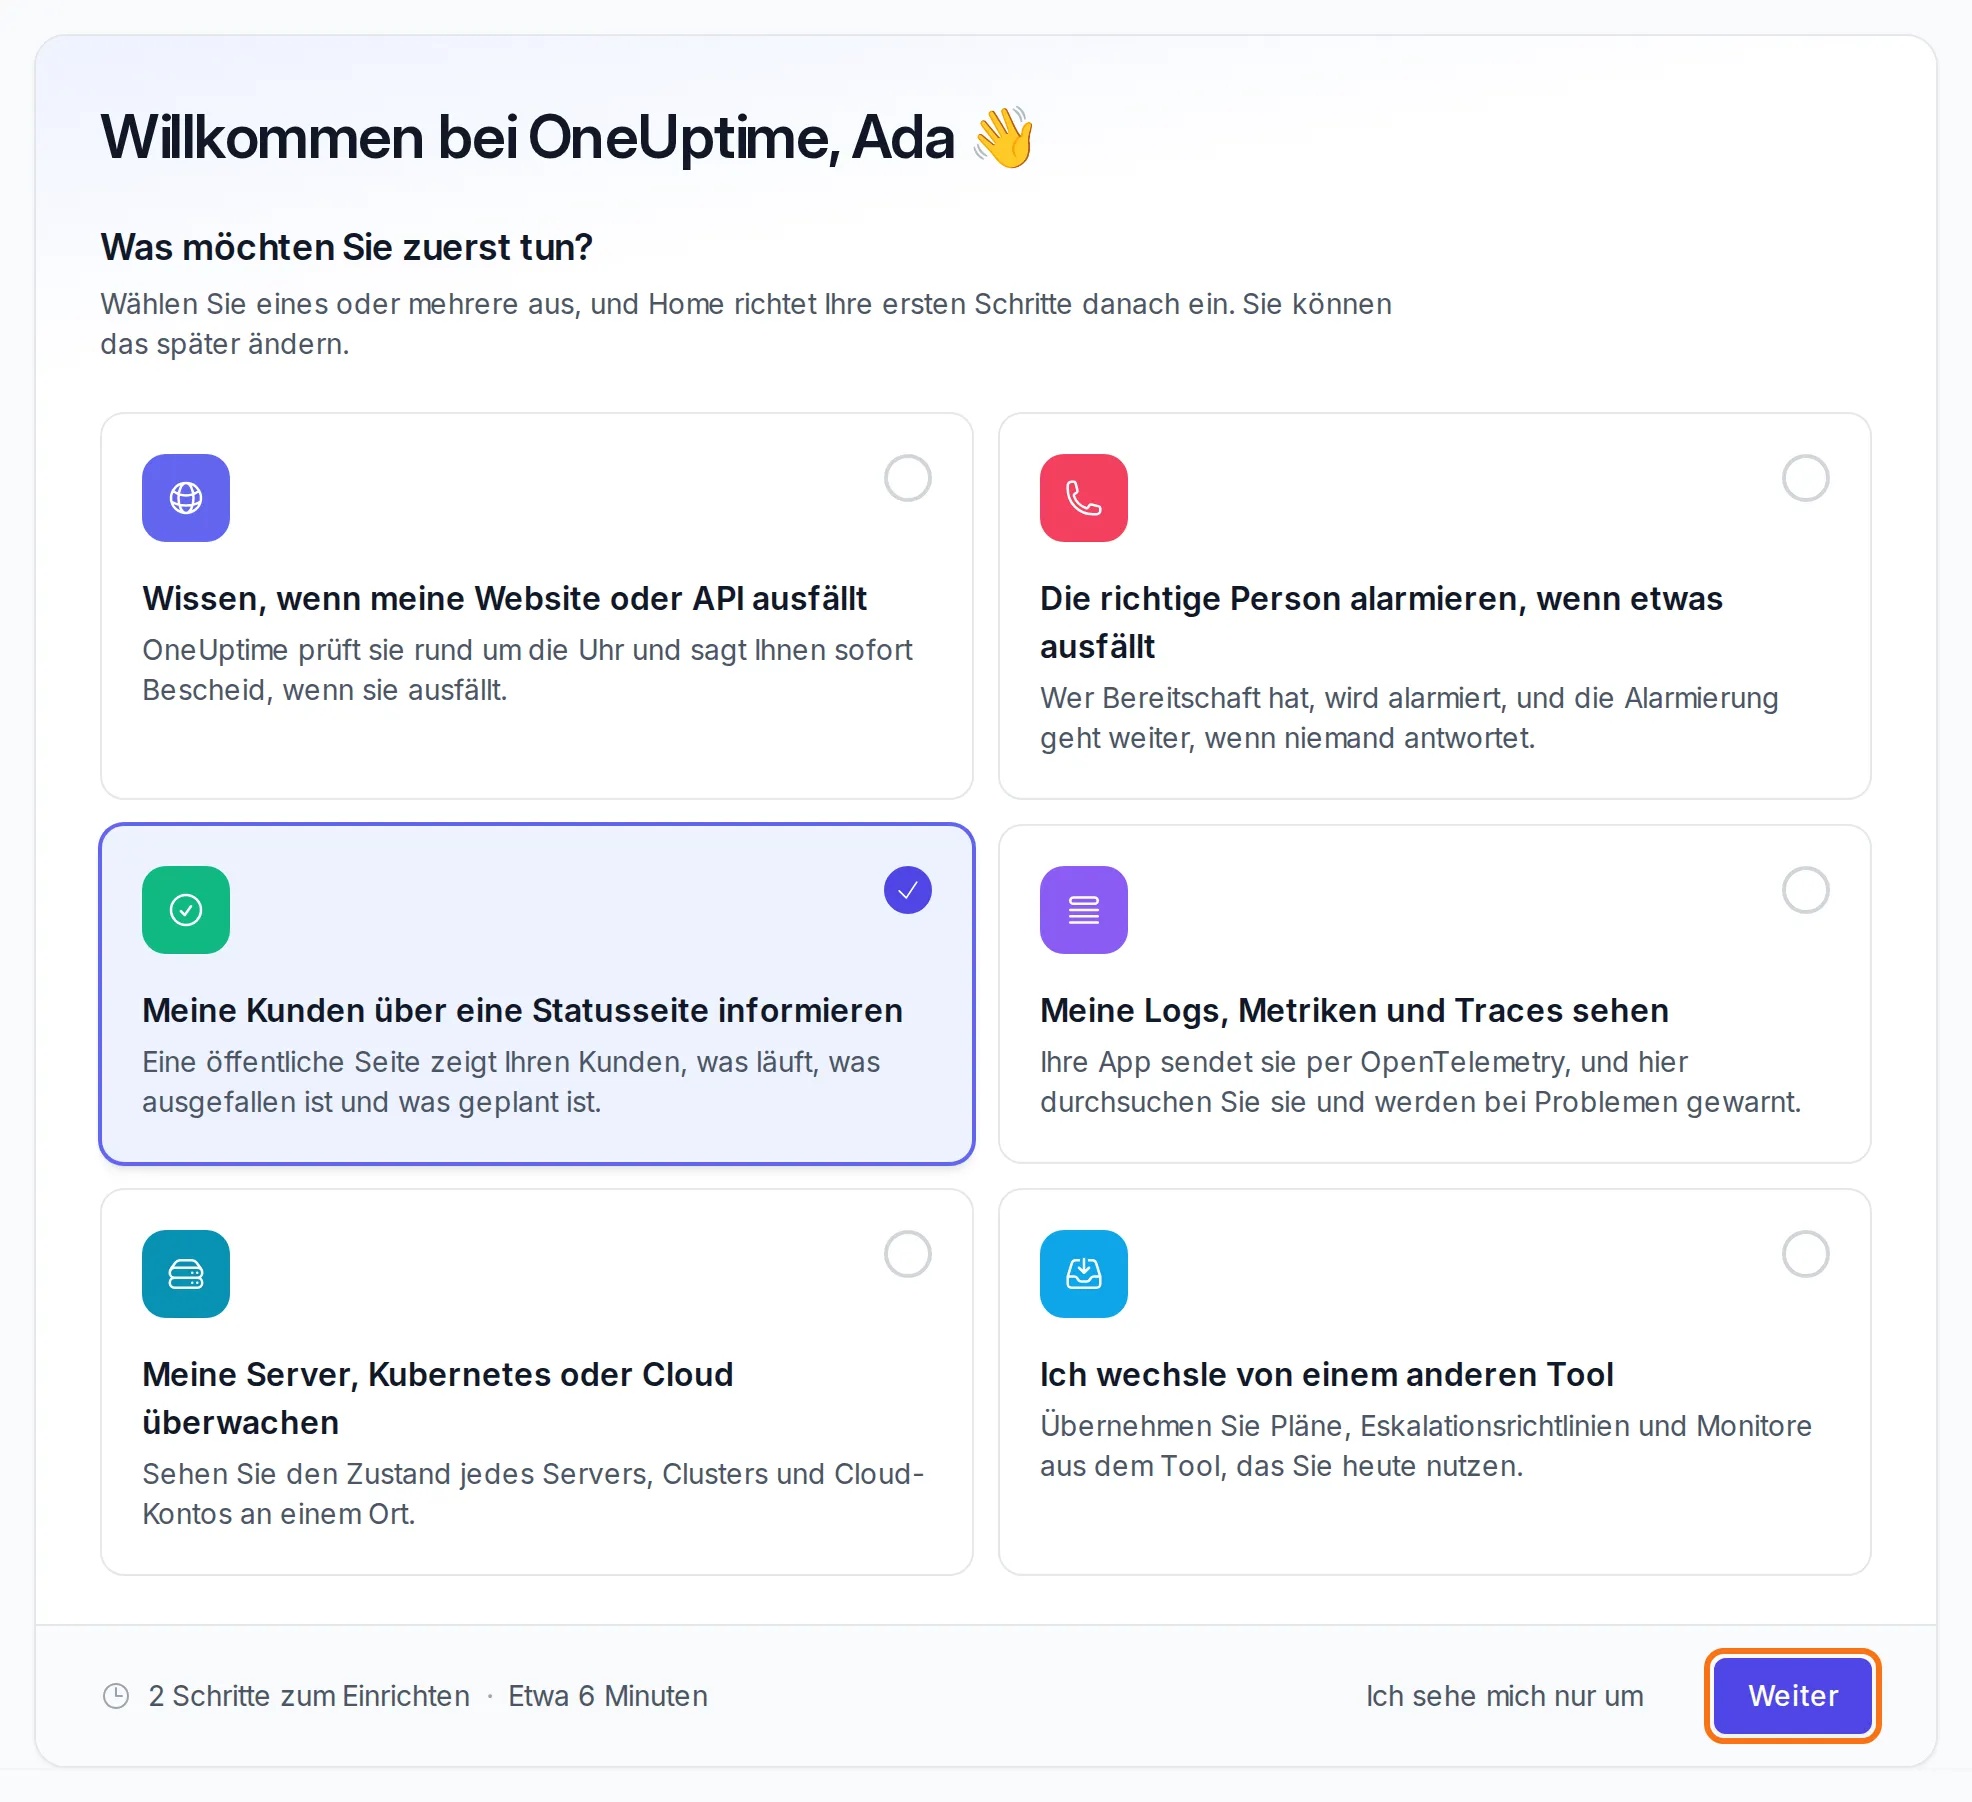 Willkommen bei OneUptime, Ada 👋
Was möchten Sie zuerst tun?
Wählen Sie eines oder mehrere aus, und Home richtet Ihre ersten Schritte danach ein. Sie können
das später ändern.
Wissen, wenn meine Website oder API ausfällt
OneUptime prüft sie rund um die Uhr und sagt Ihnen sofort
Bescheid, wenn sie ausfällt.
Die richtige Person alarmieren, wenn etwas
ausfällt
Wer Bereitschaft hat, wird alarmiert, und die Alarmierung
geht weiter, wenn niemand antwortet.
Meine Kunden über eine Statusseite informieren
Eine öffentliche Seite zeigt Ihren Kunden, was läuft, was
ausgefallen ist und was geplant ist.
Meine Logs, Metriken und Traces sehen
Ihre App sendet sie per OpenTelemetry, und hier
durchsuchen Sie sie und werden bei Problemen gewarnt.
Meine Server, Kubernetes oder Cloud
überwachen
Sehen Sie den Zustand jedes Servers, Clusters und Cloud-
Kontos an einem Ort.
Ich wechsle von einem anderen Tool
Übernehmen Sie Pläne, Eskalationsrichtlinien und Monitore
aus dem Tool, das Sie heute nutzen.
2 Schritte zum Einrichten · Etwa 6 Minuten
Ich sehe mich nur um
Weiter